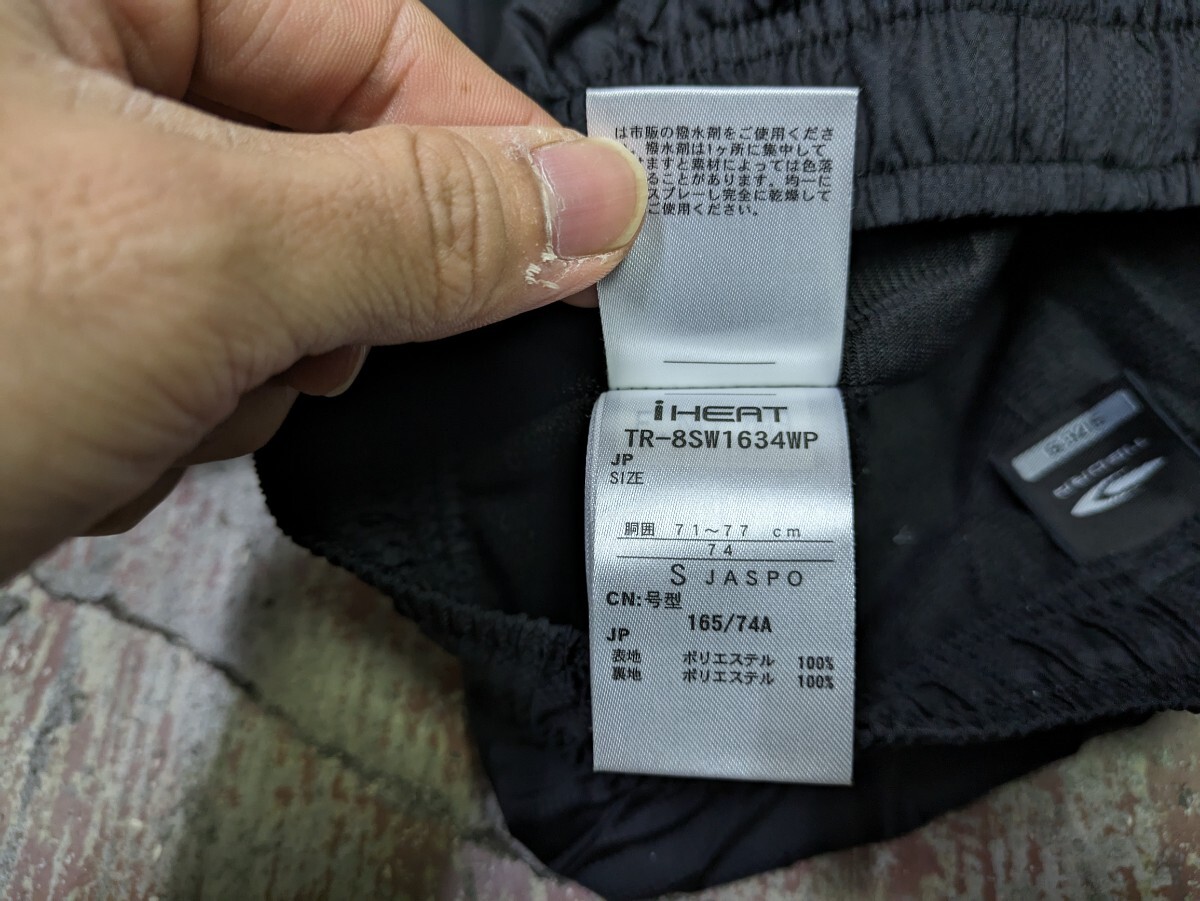 は市販の撥水剤をご使用くださ
撥水剤は1ヶ所に集中して
ますと素材によっては色落
ることがあります。均一に
スプレーし完全に乾燥して
ご使用ください。
iHEAT
TR-8SW1634WP
JP
SIZE
胴囲 71~77 cm
74
S JASPO
CN:号型
165/74A
JP
表地 ポリエステル 100%
裏地 ポリエステル 100%